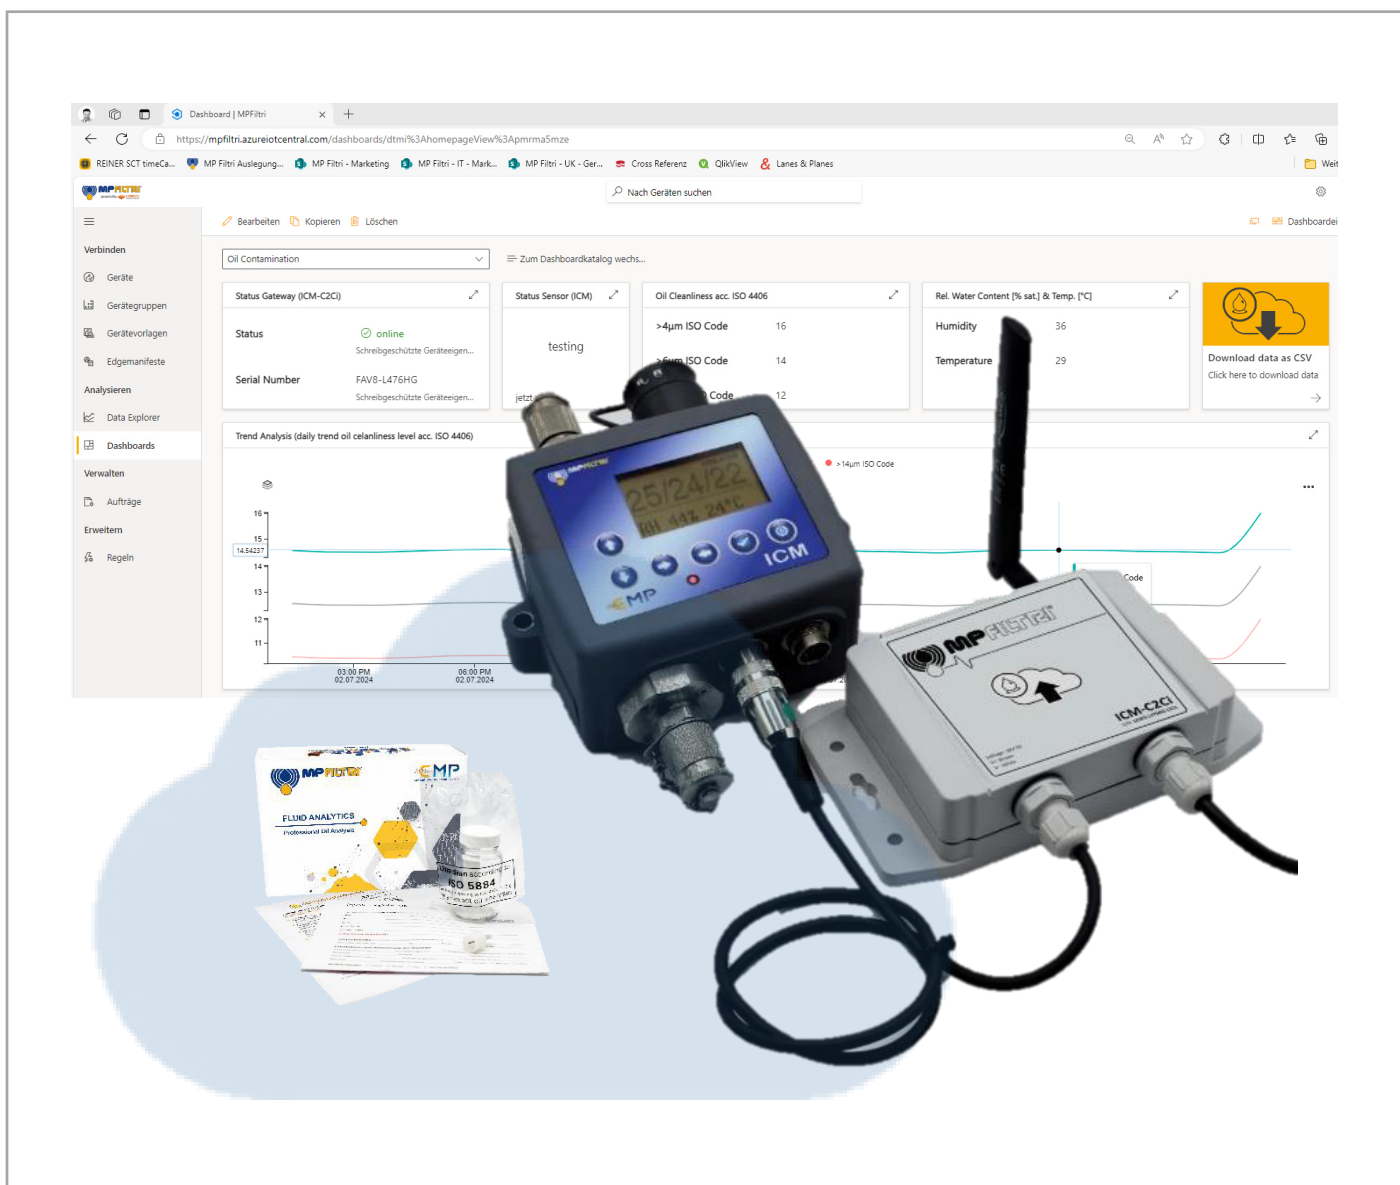 Dashboard | MPFiltri
https://mpfiltri.azureiotcentral.com/dashboards/dtmi%3AhomepageView%3Apmrma5mze
REINER SCT timeCa... MP Filtri Auslegung... MP Filtri - Marketing MP Filtri - IT - Mark... MP Filtri - UK - Ger... Cross Referenz QlikView Lanes & Planes Weit
MP FILTRI
Nach Geräten suchen
Bearbeiten Kopieren Löschen Dashboardei
Verbinden
Geräte
Gerätegruppen
Gerätevorlagen
Edgemanifeste
Analysieren
Data Explorer
Dashboards
Verwalten
Aufträge
Erweitern
Regeln
Oil Contamination
Zum Dashboardkatalog wechs...
Status Gateway (ICM-C2Ci)
Status online
Schreibgeschützte Geräteeigen...
Serial Number FAV8-L476HG
Schreibgeschützte Geräteeigen...
Status Sensor (ICM)
testing
jetzt
Oil Cleanliness acc. ISO 4406
>4µm ISO Code 16
>6µm ISO Code 14
Code 12
Rel. Water Content [% sat.] & Temp. [°C]
Humidity 36
Temperature 29
Download data as CSV
Click here to download data
Trend Analysis (daily trend oil celanliness level acc. ISO 4406)
>14µm ISO Code
16
15
14.54237
14
13
12
11
03:00 PM
02.07.2024
06:00 PM
02.07.2024
Code
MP FILTRI
25/24/22
RH 44% 24°C
ICM
CMP
MP FILTRI
ICM-C2Ci
MP FILTRI
CMP
FLUID ANALYTICS
Professional Oil Analysis
ISO 5884